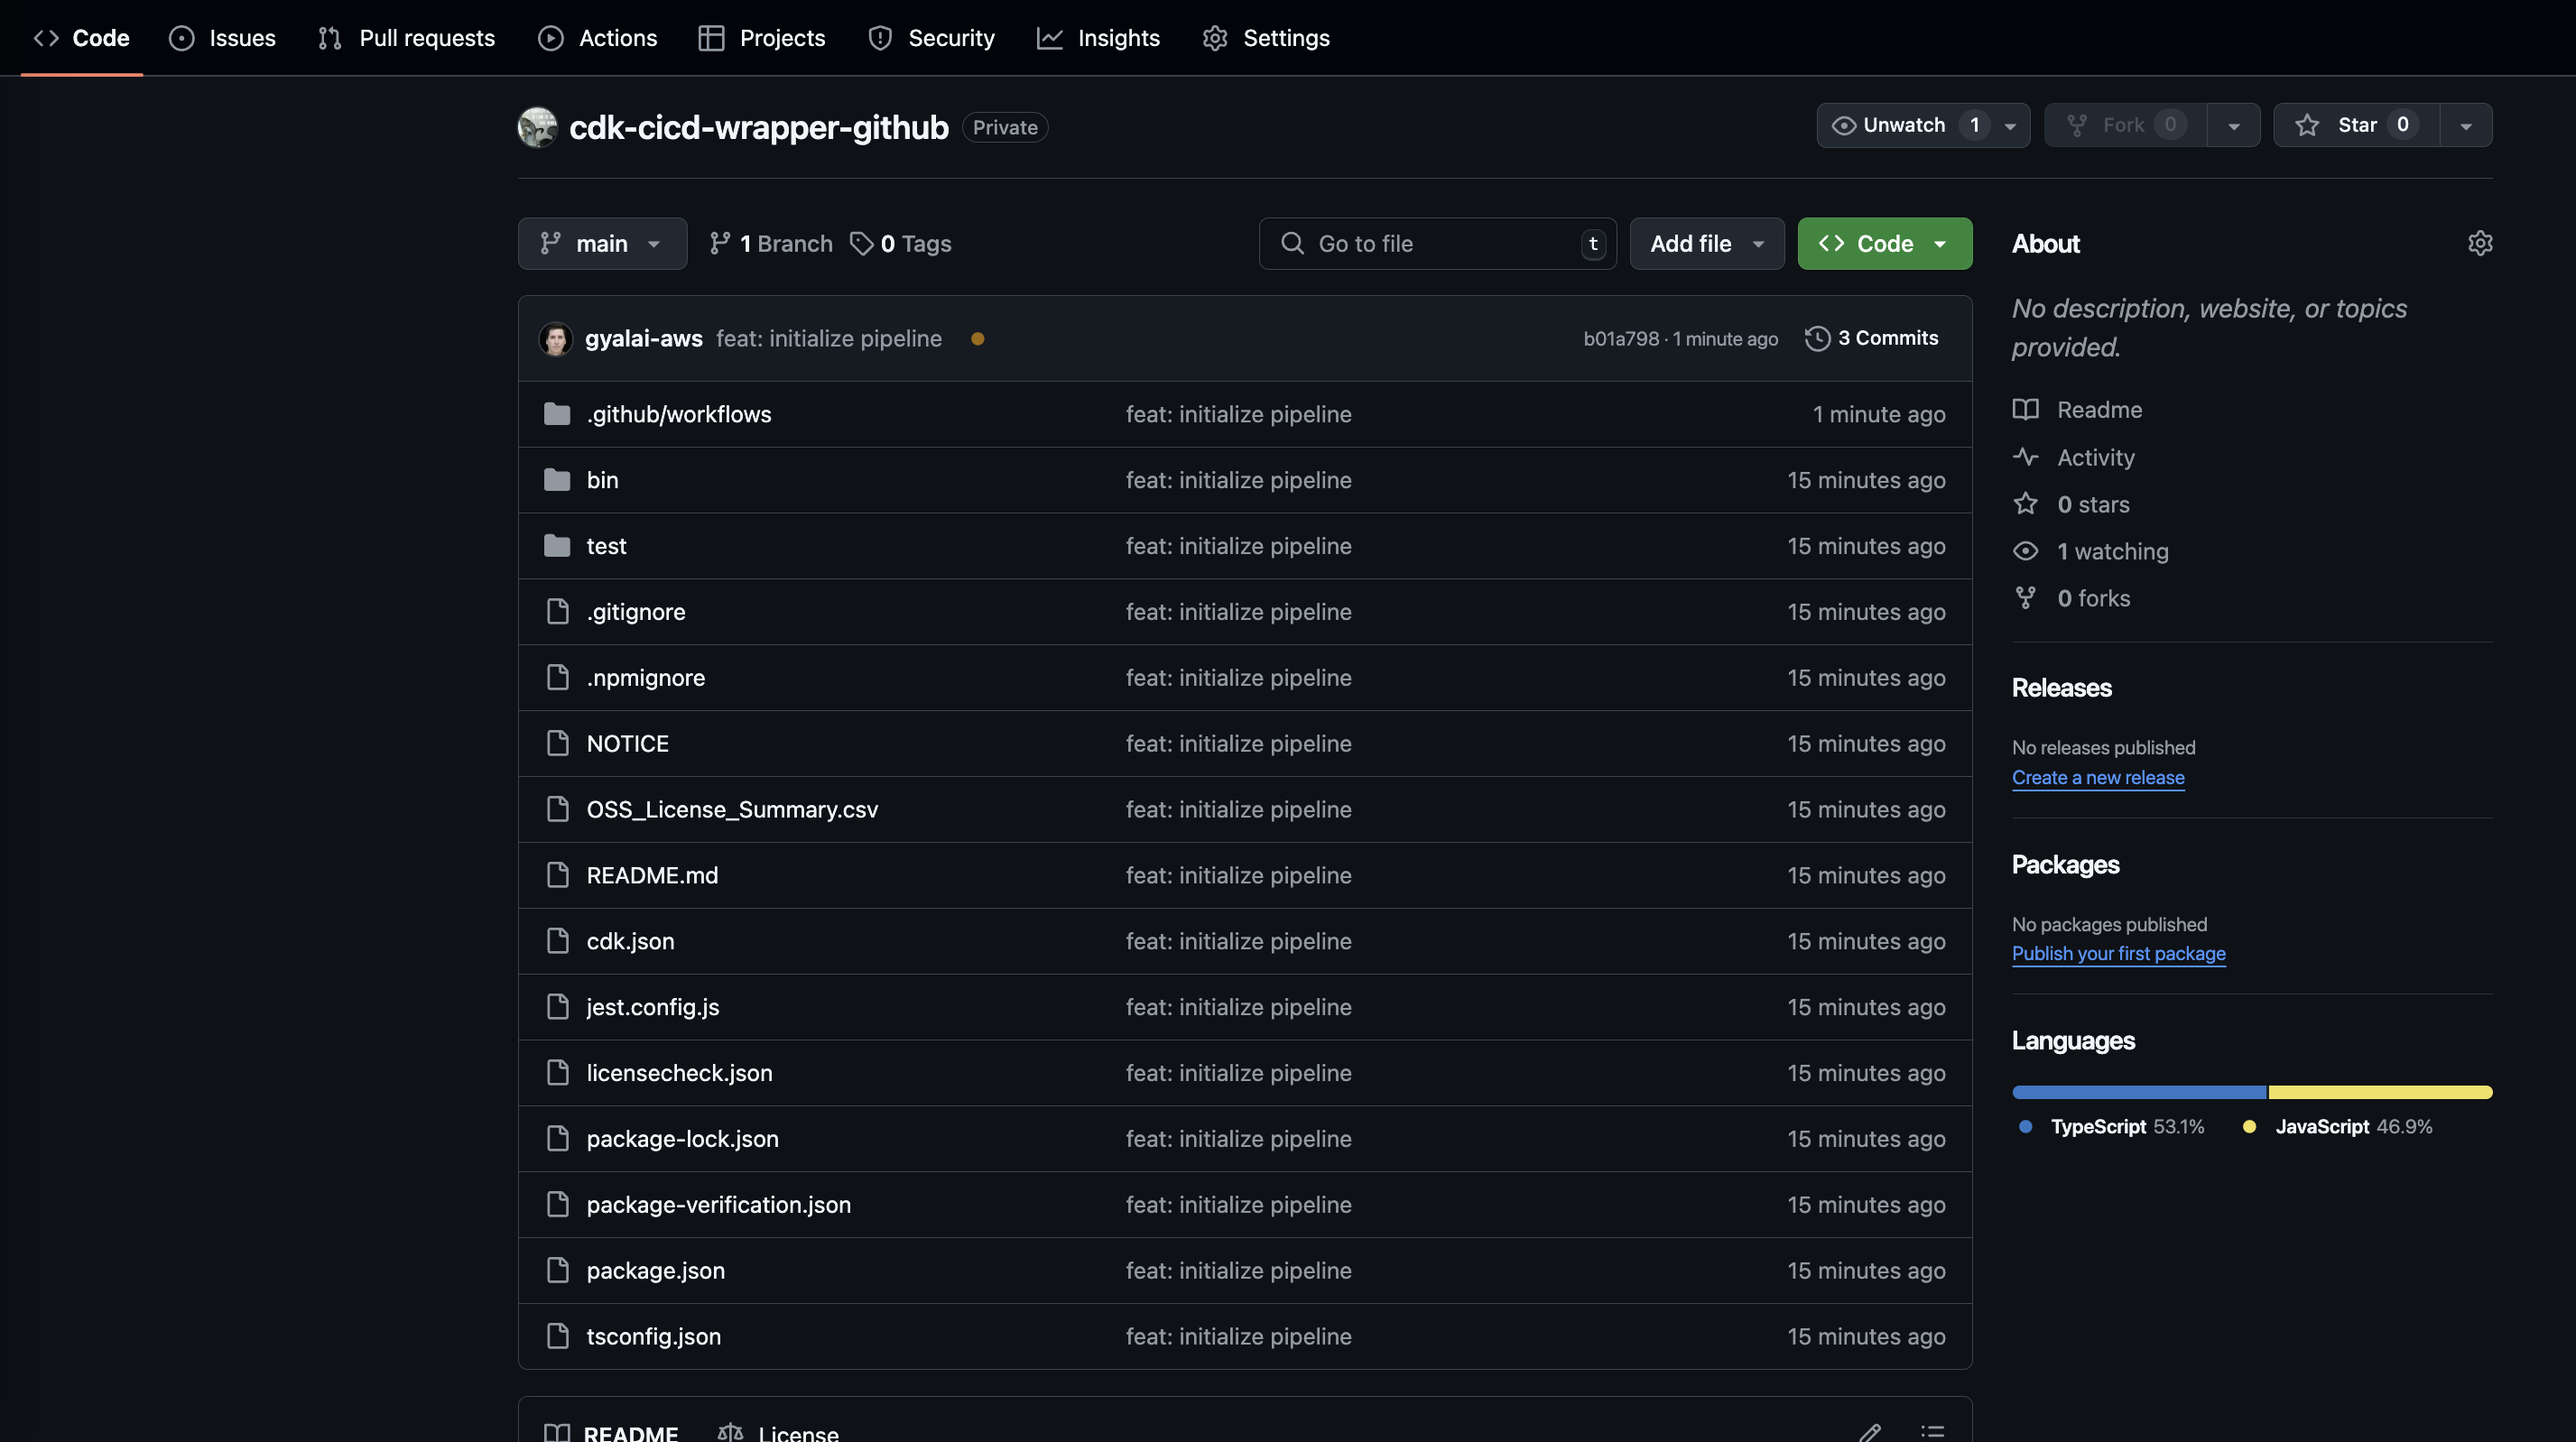 Code Issues Pull requests Actions Projects Security Insights Settings
cdk-cicd-wrapper-github Private Unwatch 1 Fork 0 Star 0
main 1 Branch 0 Tags Go to file t Add file Code
gyalai-aws feat: initialize pipeline b01a798 · 1 minute ago 3 Commits
.github/workflows feat: initialize pipeline 1 minute ago
bin feat: initialize pipeline 15 minutes ago
test feat: initialize pipeline 15 minutes ago
.gitignore feat: initialize pipeline 15 minutes ago
.npmignore feat: initialize pipeline 15 minutes ago
NOTICE feat: initialize pipeline 15 minutes ago
OSS_License_Summary.csv feat: initialize pipeline 15 minutes ago
README.md feat: initialize pipeline 15 minutes ago
cdk.json feat: initialize pipeline 15 minutes ago
jest.config.js feat: initialize pipeline 15 minutes ago
licensecheck.json feat: initialize pipeline 15 minutes ago
package-lock.json feat: initialize pipeline 15 minutes ago
package-verification.json feat: initialize pipeline 15 minutes ago
package.json feat: initialize pipeline 15 minutes ago
tsconfig.json feat: initialize pipeline 15 minutes ago
README License
About
No description, website, or topics
provided.
Readme
Activity
0 stars
1 watching
0 forks
Releases
No releases published
Create a new release
Packages
No packages published
Publish your first package
Languages
TypeScript 53.1% JavaScript 46.9%